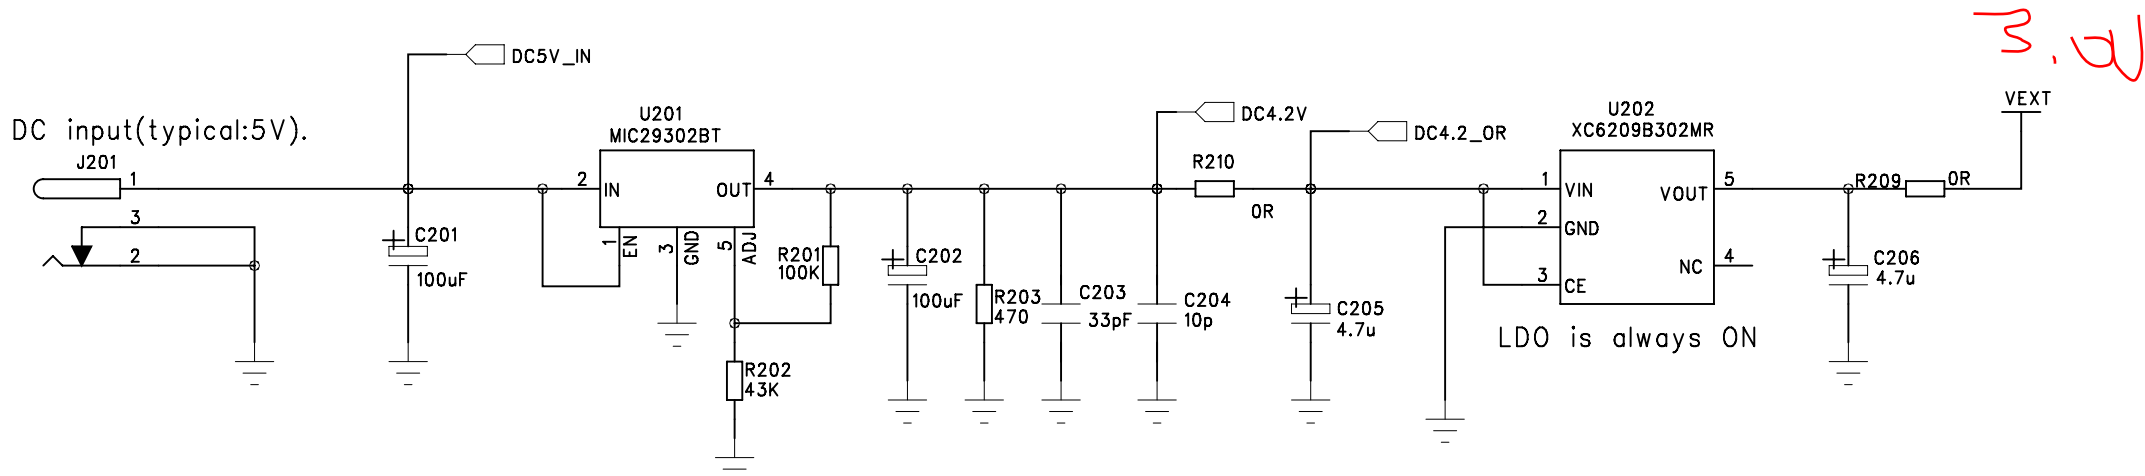 3.0V
DC5V_IN
DC input(typical:5V).
J201
1
3
2
C201
100uF
U201
MIC29302BT
2
IN
OUT
4
1
EN
3
GND
5
ADJ
R201
100K
R202
43K
C202
100uF
R203
470
C203
33pF
C204
10p
DC4.2V
R210
0R
DC4.2_OR
C205
4.7u
U202
XC6209B302MR
1
VIN
2
GND
3
CE
VOUT
5
NC
4
LDO is always ON
R209
0R
C206
4.7u
VEXT